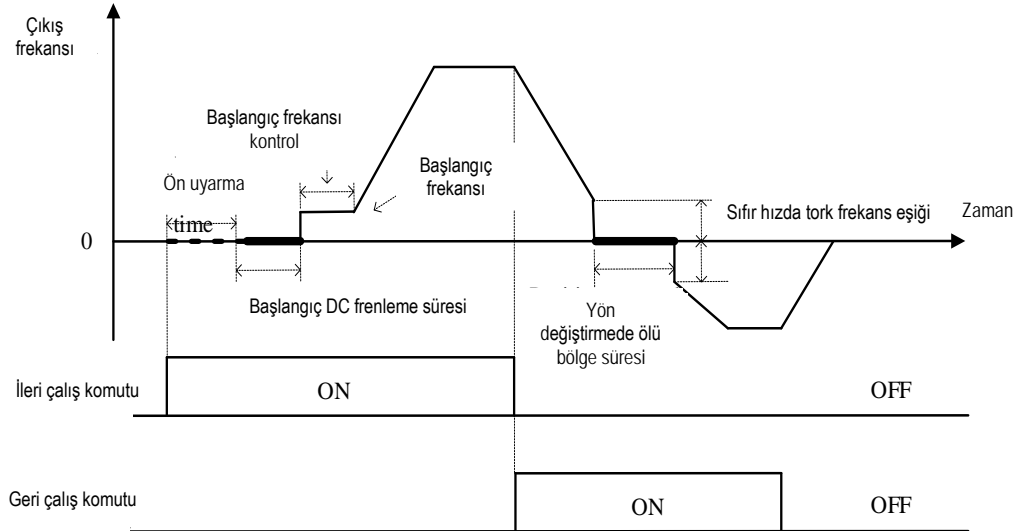 Çıkış
frekansı
Başlangıç frekansı
kontrol
Başlangıç
frekansı
Ön uyarma
time
Sıfır hızda tork frekans eşiği
Zaman
0
Başlangıç DC frenleme süresi
Yön
değiştirmede ölü
bölge süresi
İleri çalış komutu
ON
OFF
Geri çalış komutu
ON
OFF